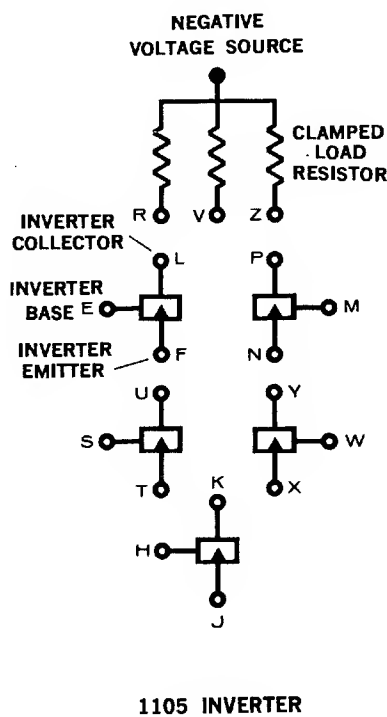 NEGATIVE
VOLTAGE SOURCE
CLAMPED
LOAD
RESISTOR
R
V
Z
INVERTER
COLLECTOR
L
P
INVERTER
BASE
E
M
INVERTER
EMITTER
F
N
U
Y
S
W
T
X
K
H
J
1105 INVERTER